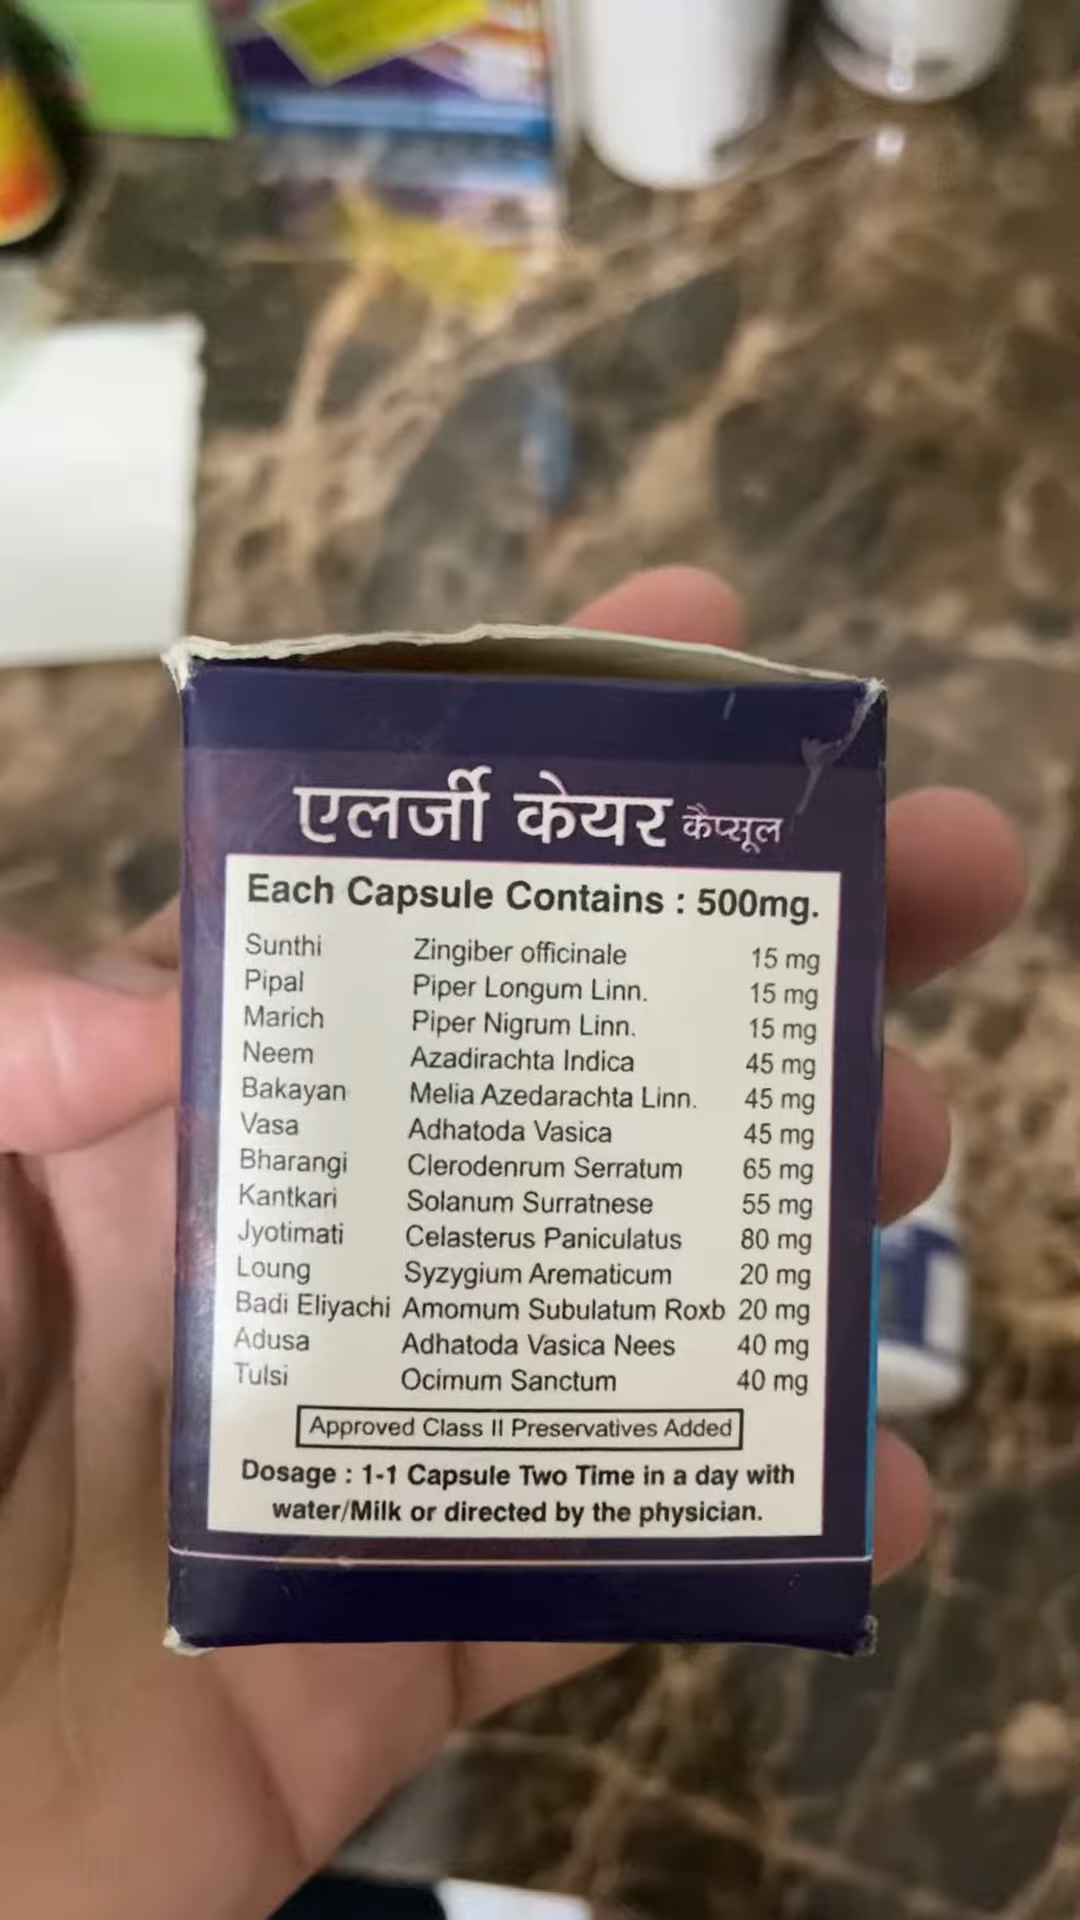 एलर्जी केयर कैप्सूल
Each Capsule Contains : 500mg.
Sunthi Zingiber officinale 15 mg
Pipal Piper Longum Linn. 15 mg
Marich Piper Nigrum Linn. 15 mg
Neem Azadirachta Indica 45 mg
Bakayan Melia Azedarachta Linn. 45 mg
Vasa Adhatoda Vasica 45 mg
Bharangi Clerodenrum Serratum 65 mg
Kantkari Solanum Surratnese 55 mg
Jyotimati Celasterus Paniculatus 80 mg
Loung Syzygium Arematicum 20 mg
Badi Eliyachi Amomum Subulatum Roxb 20 mg
Adusa Adhatoda Vasica Nees 40 mg
Tulsi Ocimum Sanctum 40 mg
Approved Class II Preservatives Added
Dosage : 1-1 Capsule Two Time in a day with
water/Milk or directed by the physician.